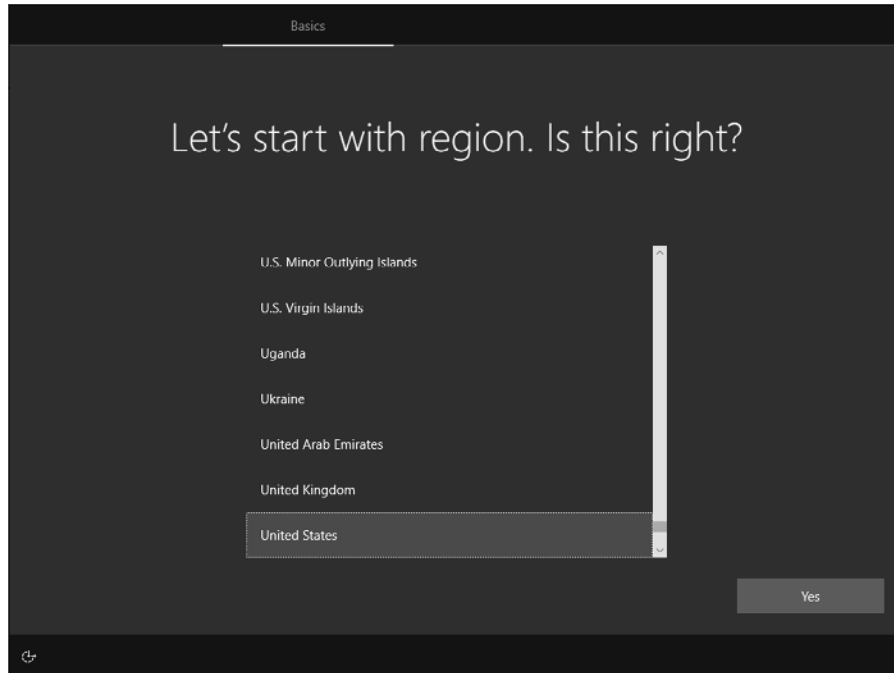 Basics
Let's start with region. Is this right?
U.S. Minor Outlying Islands
U.S. Virgin Islands
Uganda
Ukraine
United Arab Emirates
United Kingdom
United States
Yes